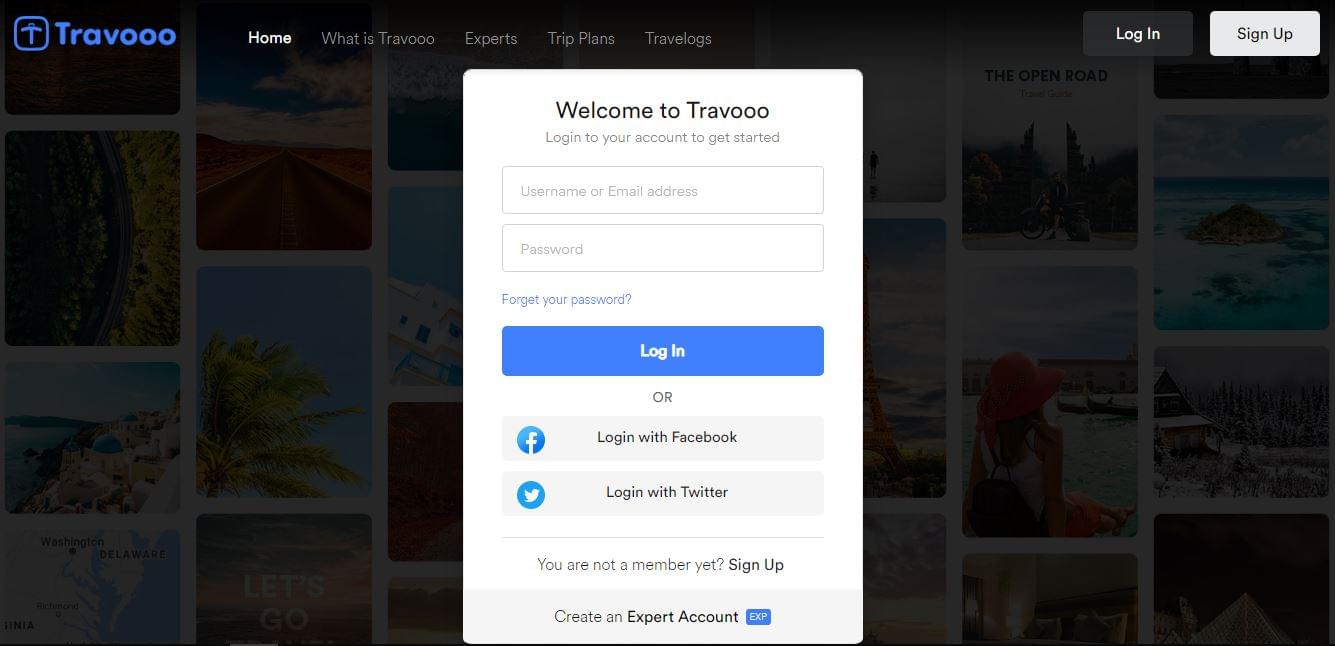 Travooo
Home
What is Travooo
Experts
Trip Plans
Travelogs
Log In
Sign Up
THE OPEN ROAD
Travel Guide
Welcome to Travooo
Login to your account to get started
Username or Email address
Password
Forget your password?
Log In
OR
Login with Facebook
Login with Twitter
You are not a member yet? Sign Up
Create an Expert Account EXP
Washington
DELAWARE
Richmond
GINIA
LET'S
GO